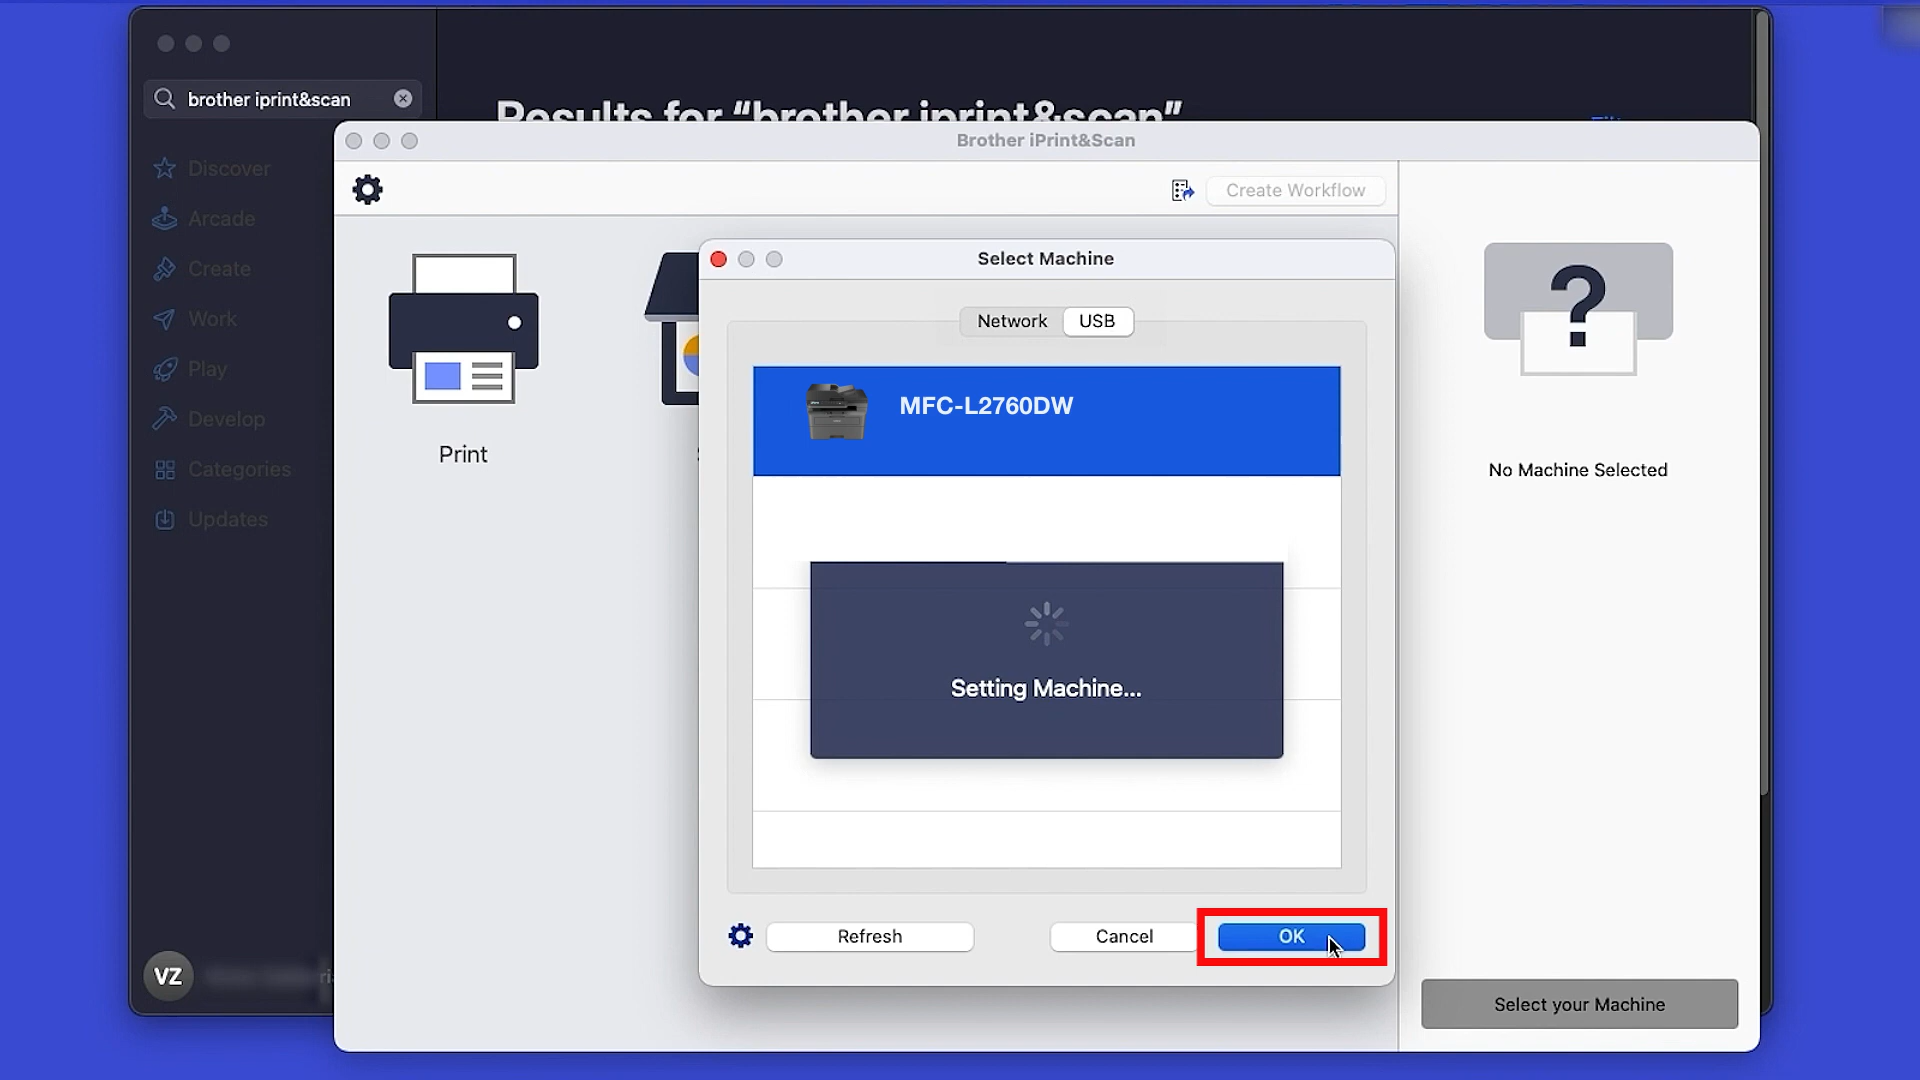 brother iprint&scan
Results for “brother iprint&scan”
Brother iPrint&Scan
Discover
Arcade
Create
Work
Play
Develop
Categories
Updates
VZ
Create Workflow
Print
Select Machine
Network
USB
MFC-L2760DW
Setting Machine...
Refresh
Cancel
OK
No Machine Selected
Select your Machine